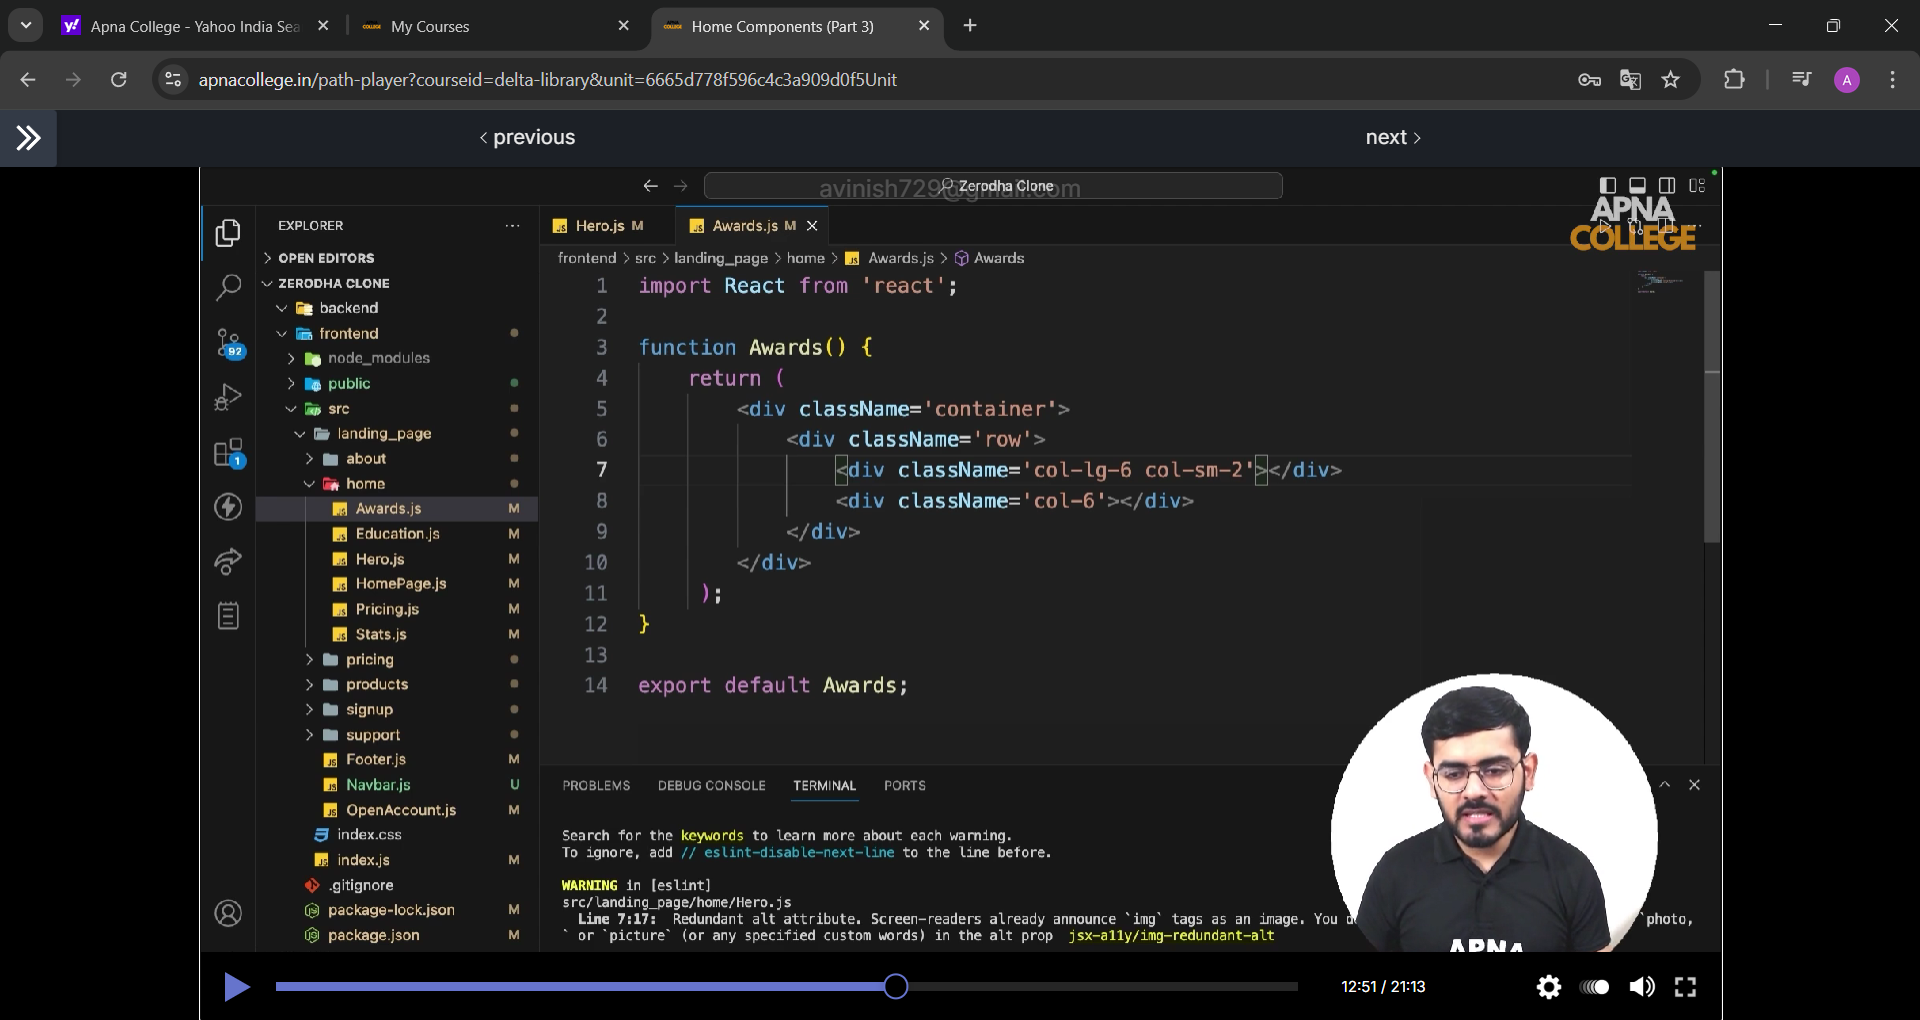 Apna College - Yahoo India Sea
My Courses
Home Components (Part 3)
apnacollege.in/path-player?courseid=delta-library&unit=6665d778f596c4c3a909d0f5Unit
A
< previous
next >
avinish729@gmail.com
Zerodha Clone
APNA
COLLEGE
EXPLORER
OPEN EDITORS
ZERODHA CLONE
backend
frontend
node_modules
public
src
landing_page
about
home
Awards.js M
Education.js M
Hero.js M
HomePage.js M
Pricing.js M
Stats.js M
pricing
products
signup
support
Footer.js M
Navbar.js U
OpenAccount.js M
index.css
index.js M
.gitignore
package-lock.json M
package.json M
92
1
Hero.js M
Awards.js M
frontend > src > landing_page > home > Awards.js > Awards
1 import React from 'react';
2
3 function Awards() {
4 return (
5 <div className='container'>
6 <div className='row'>
7 <div className='col-lg-6 col-sm-2'></div>
8 <div className='col-6'></div>
9 </div>
10 </div>
11 );
12 }
13
14 export default Awards;
PROBLEMS DEBUG CONSOLE TERMINAL PORTS
Search for the keywords to learn more about each warning.
To ignore, add // eslint-disable-next-line to the line before.
WARNING in [eslint]
src/landing_page/home/Hero.js
Line 7:17: Redundant alt attribute. Screen-readers already announce `img` tags as an image. You d `photo,
` or `picture` (or any specified custom words) in the alt prop jsx-a11y/img-redundant-alt
APNA
12:51 / 21:13